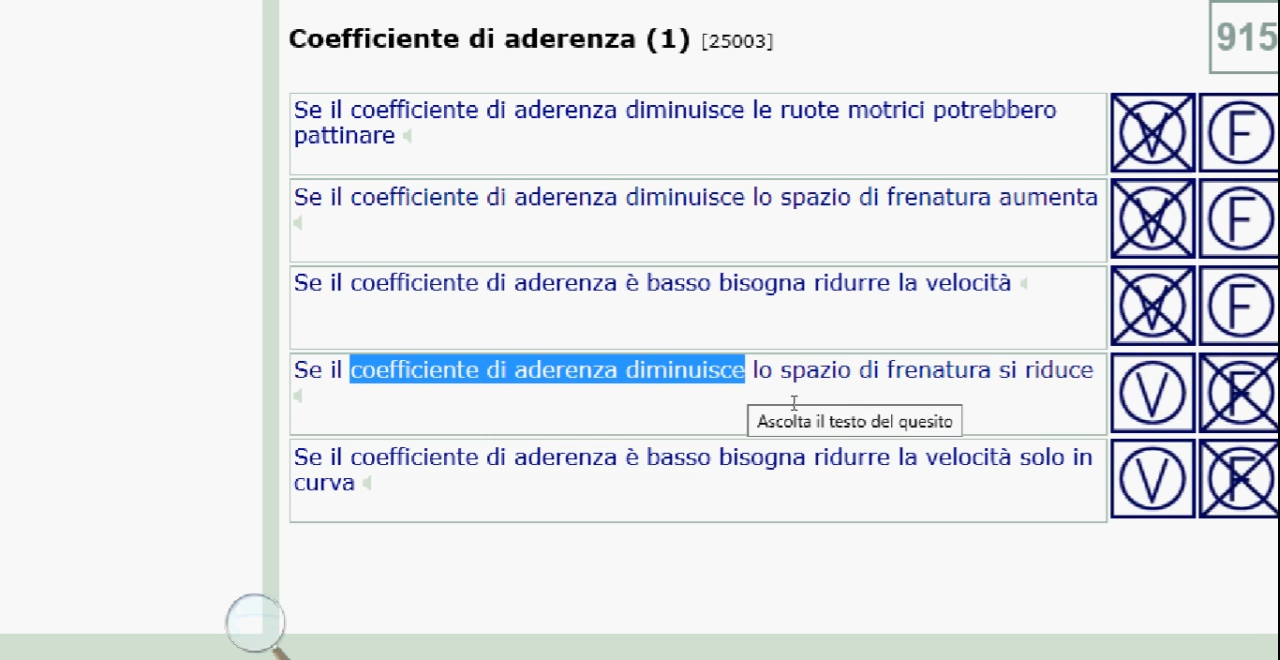 Coefficiente di aderenza (1) [25003]
915
Se il coefficiente di aderenza diminuisce le ruote motrici potrebbero
pattinare
V F
Se il coefficiente di aderenza diminuisce lo spazio di frenatura aumenta
V F
Se il coefficiente di aderenza è basso bisogna ridurre la velocità
V F
Se il coefficiente di aderenza diminuisce lo spazio di frenatura si riduce
V F
Ascolta il testo del quesito
Se il coefficiente di aderenza è basso bisogna ridurre la velocità solo in
curva
V F